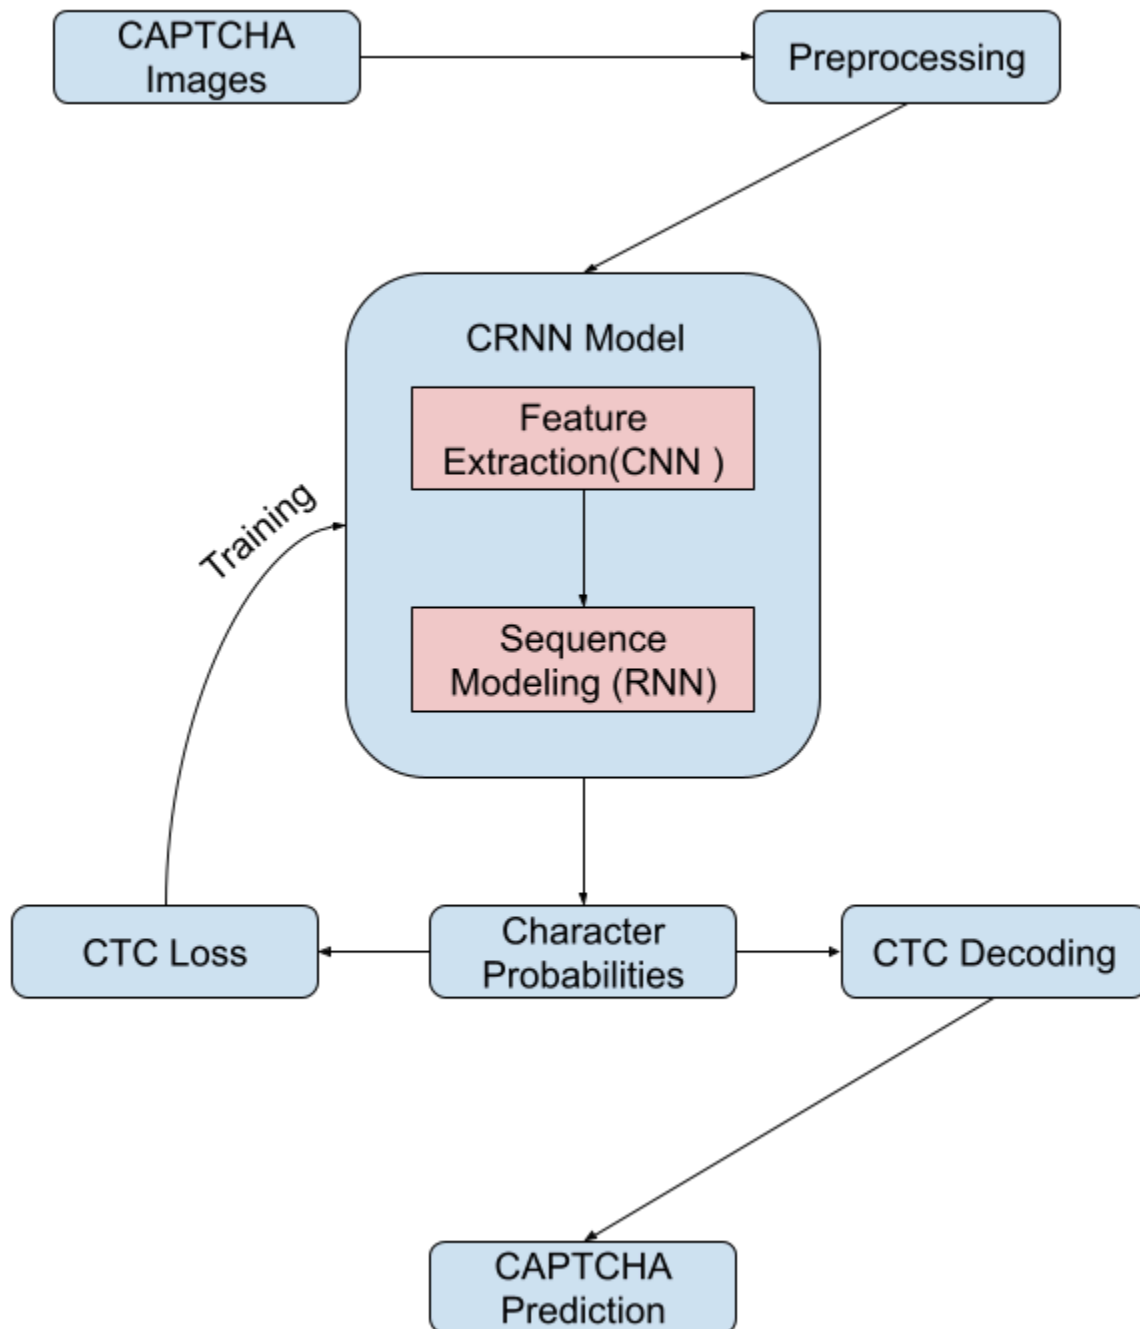 CAPTCHA
Images
Preprocessing
CRNN Model
Feature
Extraction(CNN )
Sequence
Modeling (RNN)
Training
CTC Loss
Character
Probabilities
CTC Decoding
CAPTCHA
Prediction